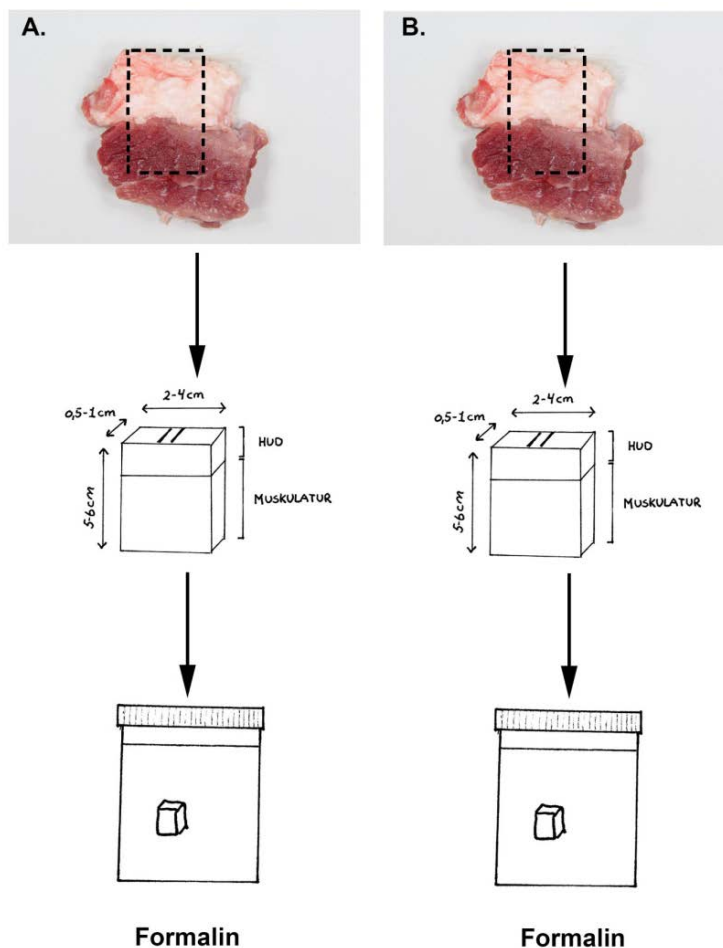 A.
B.
2-4cm
0,5-1cm
HUD
5-6cm
MUSKULATUR
2-4cm
0,5-1cm
HUD
5-6cm
MUSKULATUR
Formalin
Formalin